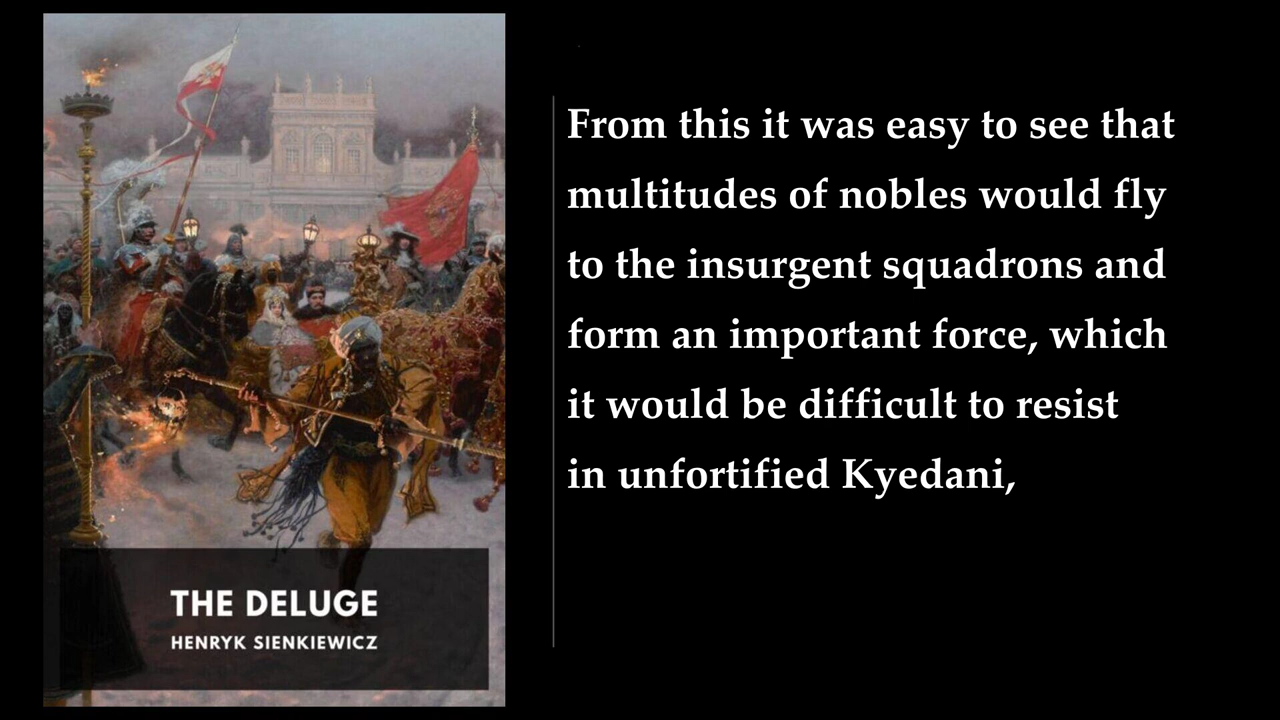 From this it was easy to see that
multitudes of nobles would fly
to the insurgent squadrons and
form an important force, which
it would be difficult to resist
in unfortified Kyedani,
THE DELUGE
HENRYK SIENKIEWICZ